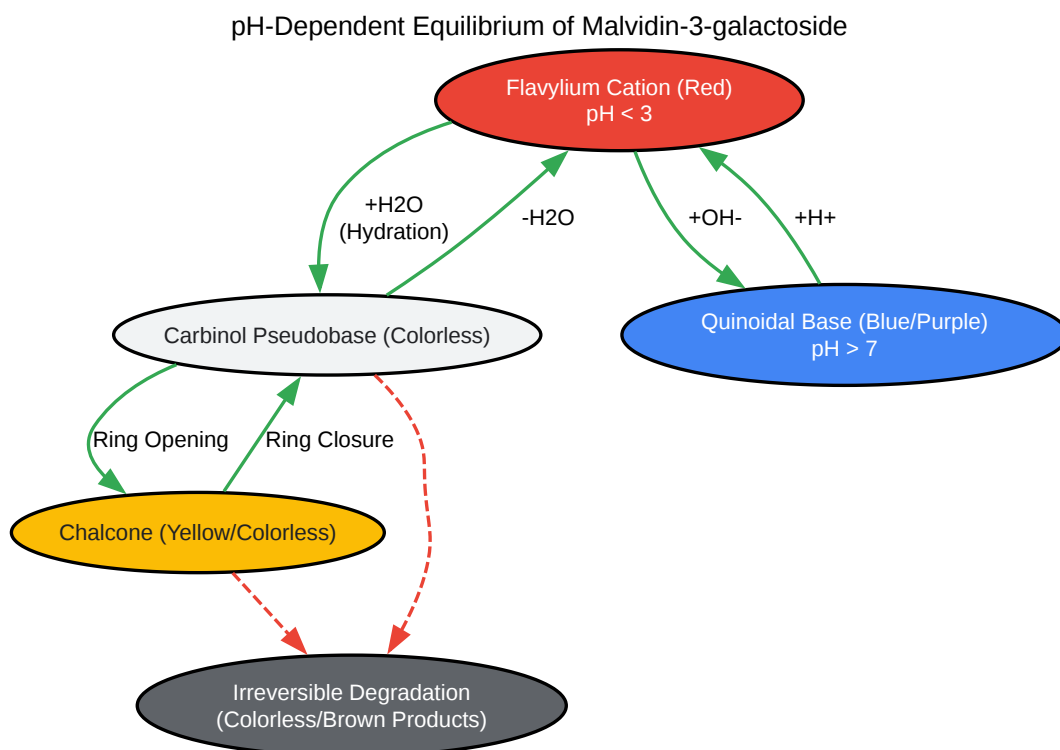 pH-Dependent Equilibrium of Malvidin-3-galactoside
Flavylium Cation (Red)
pH < 3
+H2O
(Hydration)
-H2O
+OH-
+H+
Carbinol Pseudobase (Colorless)
Quinoidal Base (Blue/Purple)
pH > 7
Ring Opening
Ring Closure
Chalcone (Yellow/Colorless)
Irreversible Degradation
(Colorless/Brown Products)